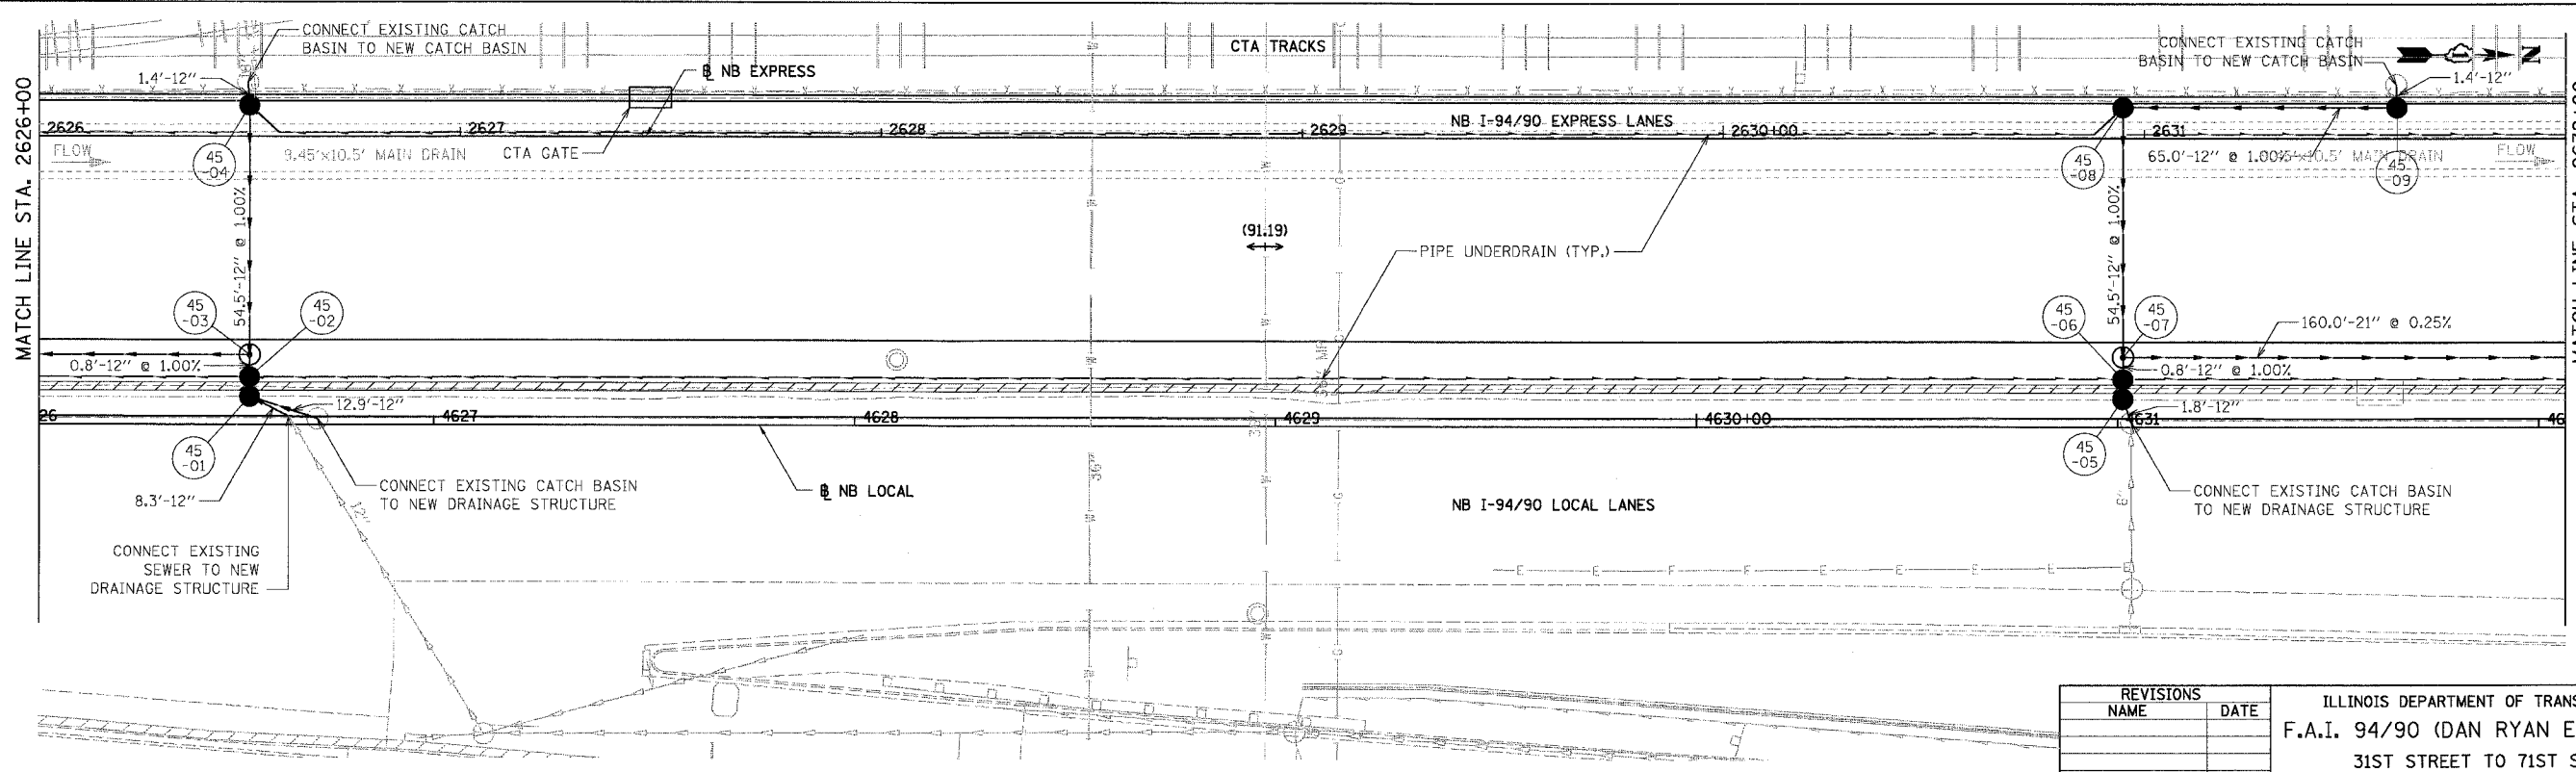 CONNECT EXISTING CATCH
BASIN TO NEW CATCH BASIN
1.4'-12"
℄ NB EXPRESS
CTA TRACKS
CONNECT EXISTING CATCH
BASIN TO NEW CATCH BASIN
N
1.4'-12"
MATCH LINE STA. 2626+00
2626
2627
2628
2629
NB I-94/90 EXPRESS LANES
2630+00
2631
FLOW
45
-04
9.45'x10.5' MAIN DRAIN
CTA GATE
45
-08
65.0'-12" @ 1.00%
x10.5' MAIN DRAIN
45
-09
FLOW
54.5'-12" @ 1.00%
(91.19)
PIPE UNDERDRAIN (TYP.)
54.5'-12" @ 1.00%
45
-03
45
-02
45
-06
45
-07
160.0'-21" @ 0.25%
0.8'-12" @ 1.00%
0.8'-12" @ 1.00%
12.9'-12"
1.8'-12"
26
4627
4628
4629
4630+00
4631
46
45
-01
8.3'-12"
CONNECT EXISTING CATCH BASIN
TO NEW DRAINAGE STRUCTURE
℄ NB LOCAL
36"
NB I-94/90 LOCAL LANES
45
-05
8"
CONNECT EXISTING CATCH BASIN
TO NEW DRAINAGE STRUCTURE
12"
CONNECT EXISTING
SEWER TO NEW
DRAINAGE STRUCTURE
E E E E E E E E
REVISIONS
NAME DATE
ILLINOIS DEPARTMENT OF TRANS
F.A.I. 94/90 (DAN RYAN E
31ST STREET TO 71ST S